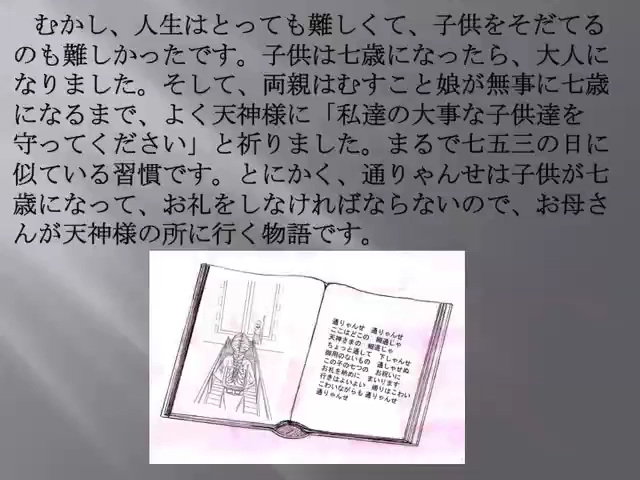 むかし、人生はとっても難しくて、子供をそだてる
のも難しかったです。子供は七歳になったら、大人に
なりました。そして、両親はむすこと娘が無事に七歳
になるまで、よく天神様に「私達の大事な子供達を
守ってください」と祈りました。まるで七五三の日に
似ている習慣です。とにかく、通りゃんせは子供が七
歳になって、お礼をしなければならないので、お母さ
んが天神様の所に行く物語です。
通りゃんせ 通りゃんせ
ここはどこの 細道じゃ
天神さまの 細道じゃ
ちょっと通して 下しゃんせ
御用のないもの 通しゃせぬ
この子の七つの お祝いに
お礼を納めに まいります
行きはよいよい 帰りはこわい
こわいながらも 通りゃんせ
通りゃんせ